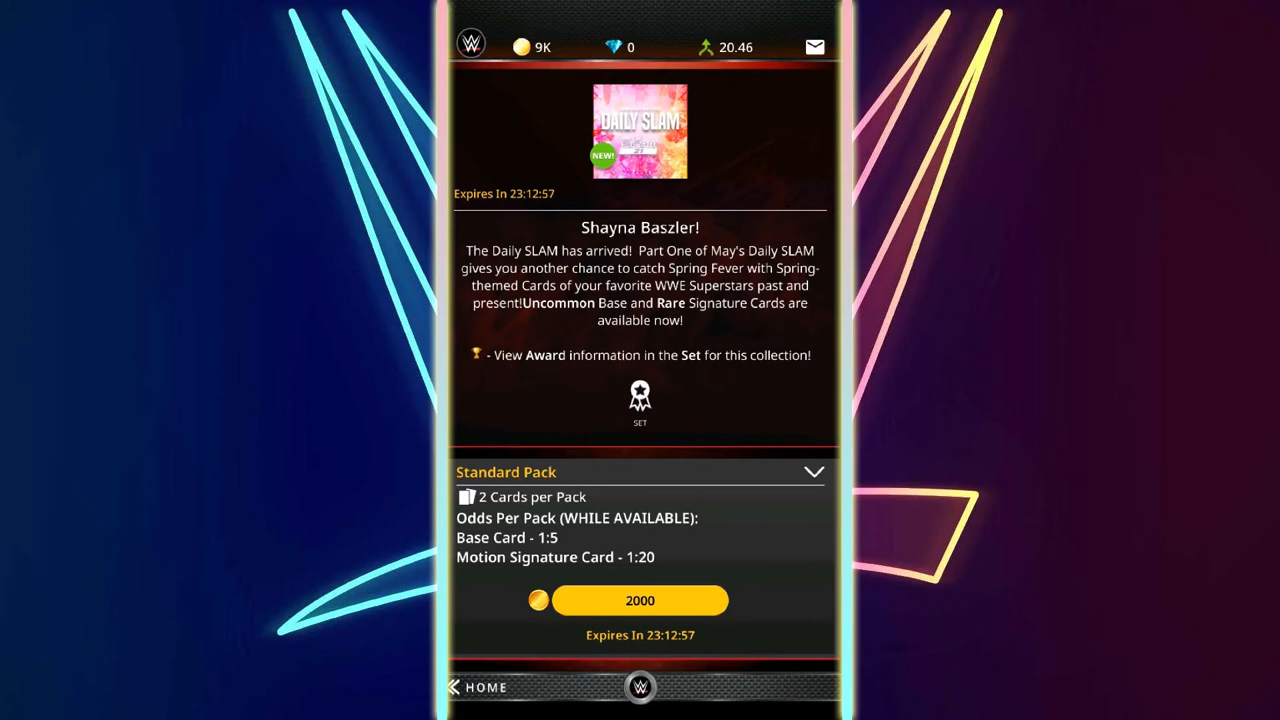 9K
0
20.46
DAILY SLAM
21
NEW!
Expires In 23:12:57
Shayna Baszler!
The Daily SLAM has arrived! Part One of May's Daily SLAM
gives you another chance to catch Spring Fever with Spring-
themed Cards of your favorite WWE Superstars past and
present!Uncommon Base and Rare Signature Cards are
available now!
- View Award information in the Set for this collection!
SET
Standard Pack
2 Cards per Pack
Odds Per Pack (WHILE AVAILABLE):
Base Card - 1:5
Motion Signature Card - 1:20
2000
Expires In 23:12:57
HOME